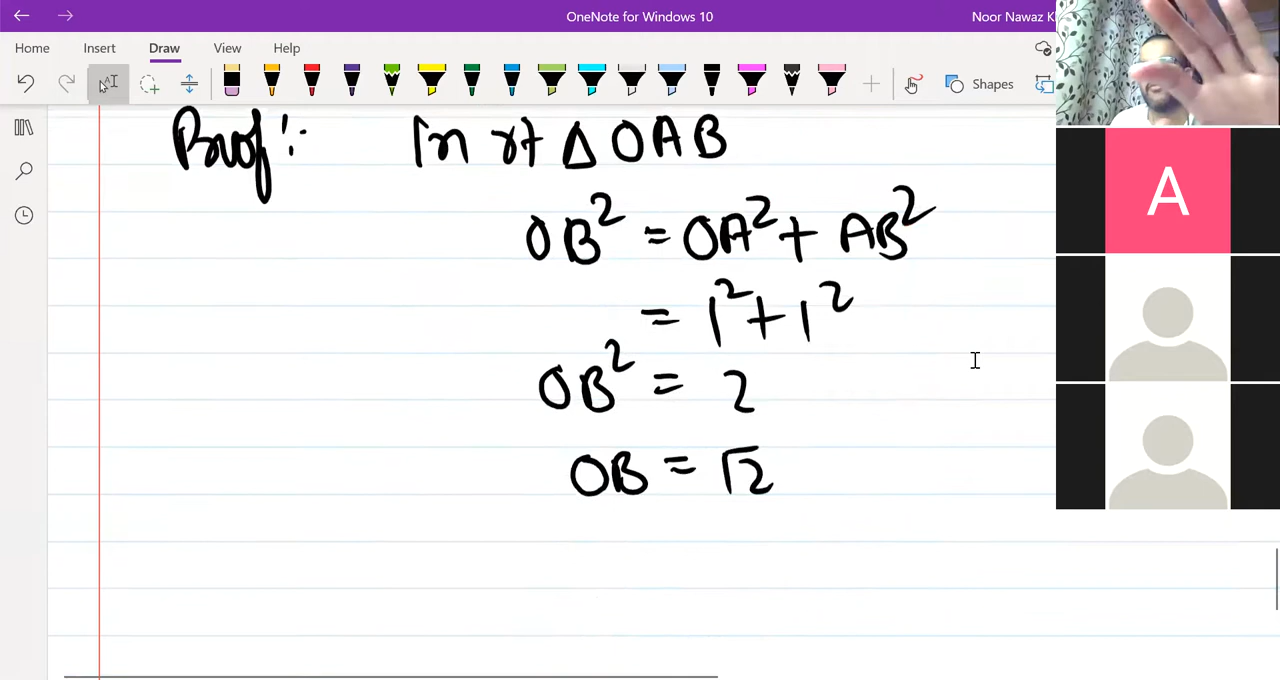 OneNote for Windows 10
Noor Nawaz K
Home Insert Draw View Help
Shapes
A
Proof:- In rt Δ OAB
OB² = OA² + AB²
= 1² + 1²
OB² = 2
OB = √2